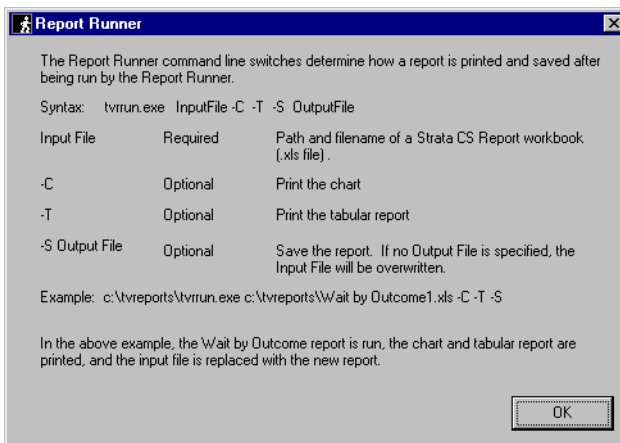 Report Runner
The Report Runner command line switches determine how a report is printed and saved after
being run by the Report Runner.
Syntax: tvrrun.exe InputFile -C -T -S OutputFile
Input File Required Path and filename of a Strata CS Report workbook
(.xls file) .
-C Optional Print the chart
-T Optional Print the tabular report
-S Output File Optional Save the report. If no Output File is specified, the
Input File will be overwritten.
Example: c:\tvreports\tvrrun.exe c:\tvreports\Wait by Outcome1.xls -C -T -S
In the above example, the Wait by Outcome report is run, the chart and tabular report are
printed, and the input file is replaced with the new report.
OK